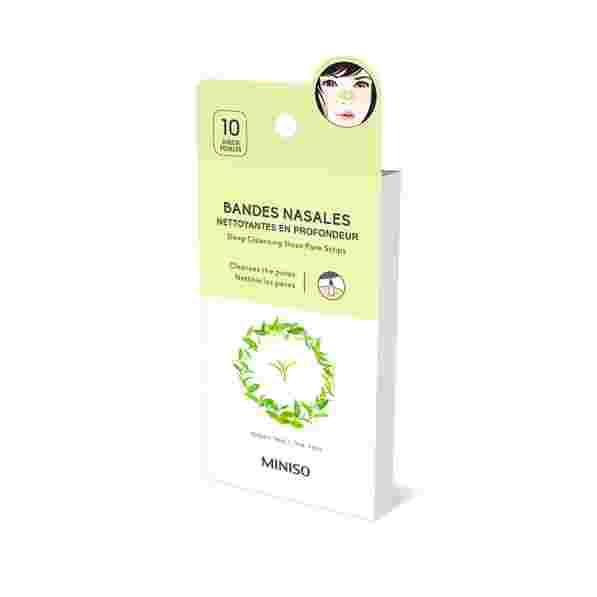 10
BANDES NASALES
NETTOYANTES EN PROFONDEUR
Deep Cleansing Nose Pore Strips
Cleanses the pores
Nettoie les pores
MINISO